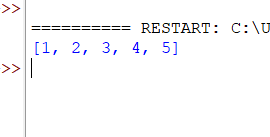 >>
========== RESTART: C:\U
[1, 2, 3, 4, 5]
>>